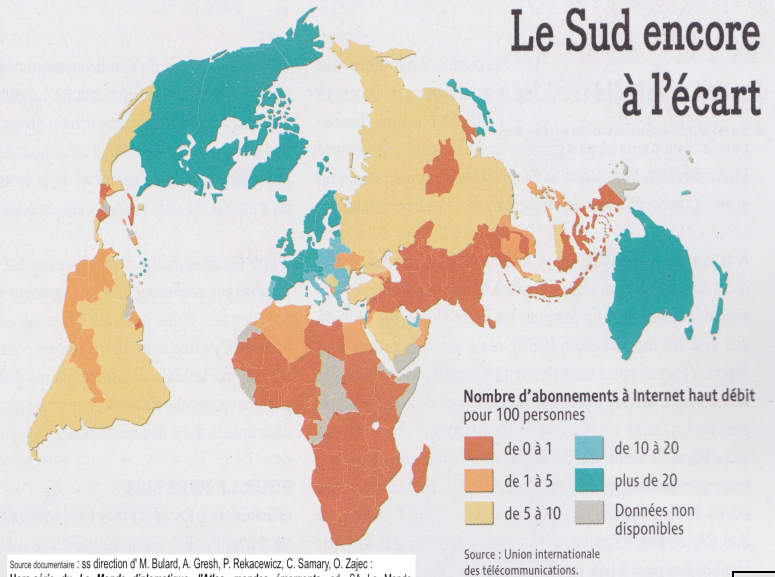 Le Sud encore
à l'écart
Nombre d'abonnements à Internet haut débit
pour 100 personnes
de 0 à 1
de 10 à 20
de 1 à 5
plus de 20
de 5 à 10
Données non
disponibles
Source : Union internationale
des télécommunications.
Source documentaire : ss direction d' M. Bulard, A. Gresh, P. Rekacewicz, C. Samary, O. Zajec :